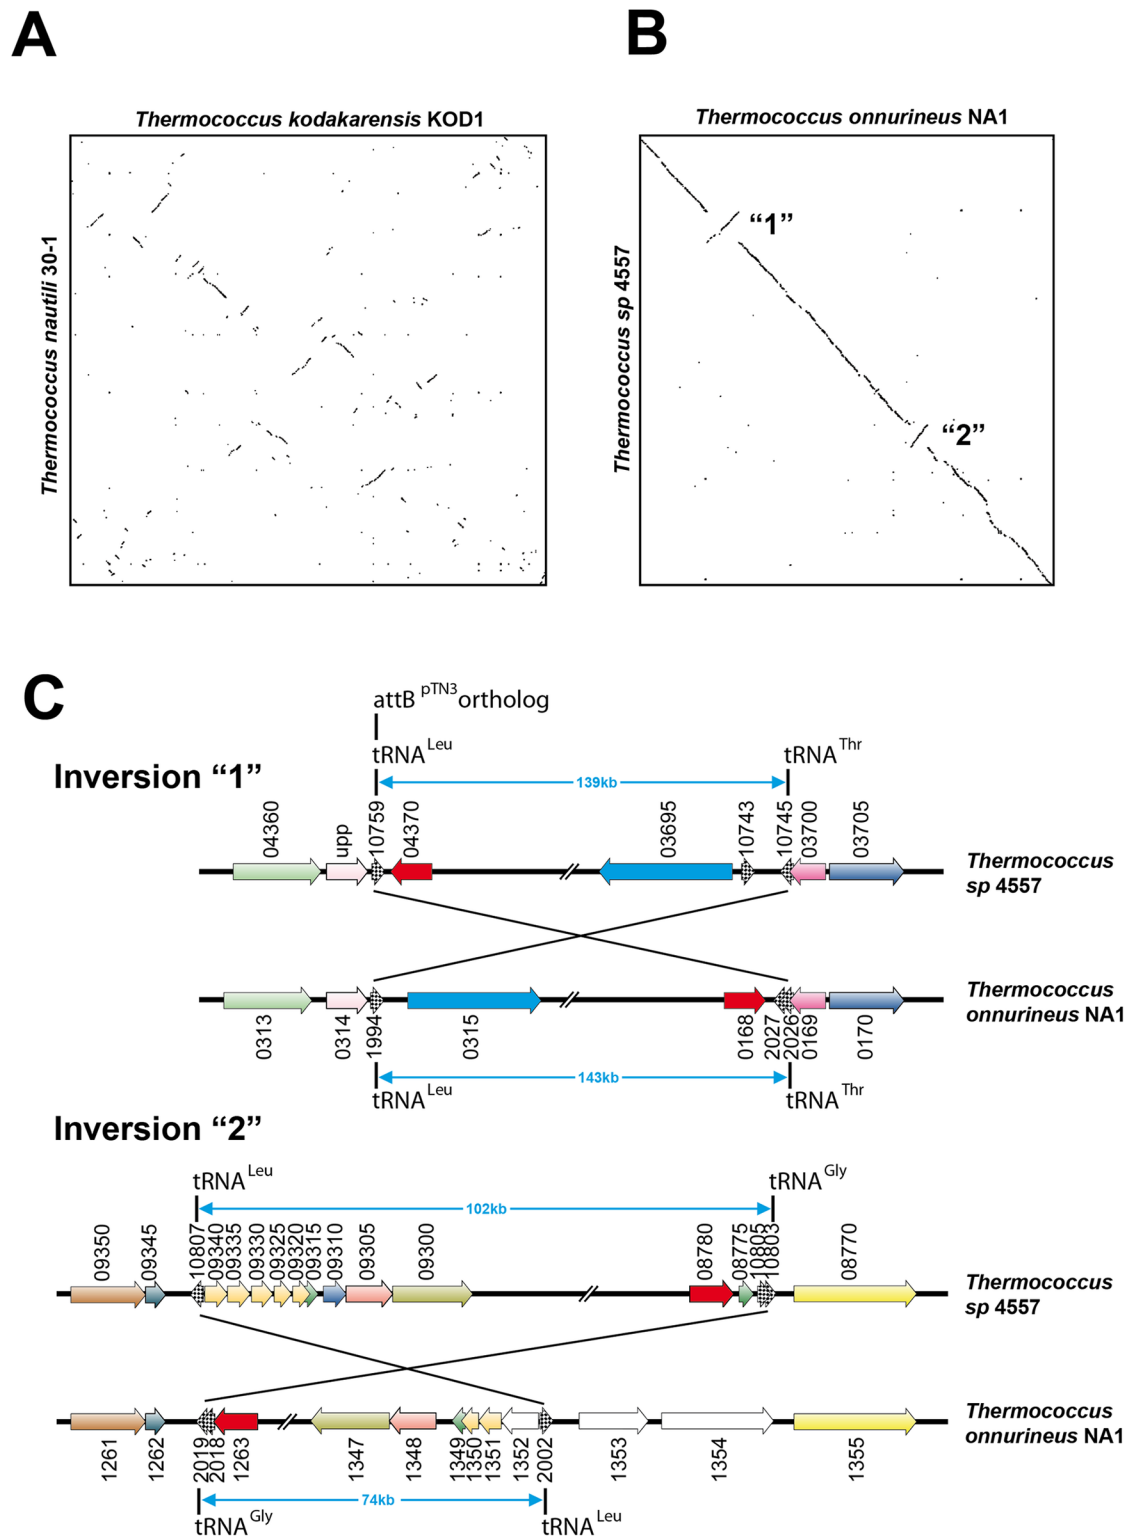 A
B
Thermococcus kodakarensis KOD1
Thermococcus onnurineus NA1
Thermococcus nautili 30-1
Thermococcus sp 4557
"1"
"2"
C
attB pTN3 ortholog
tRNA Leu
tRNA Thr
Inversion "1"
139kb
04360
upp
10759
04370
03695
10743
10745
03700
03705
Thermococcus
sp 4557
Thermococcus
onnurineus NA1
0313
0314
1994
0315
0168
2027
2026
0169
0170
143kb
tRNA Leu
tRNA Thr
Inversion "2"
tRNA Leu
tRNA Gly
102kb
09350
09345
10807
09340
09335
09330
09325
09320
09315
09310
09305
09300
08780
08775
10805
10803
08770
Thermococcus
sp 4557
Thermococcus
onnurineus NA1
1261
1262
2019
2018
1263
1347
1348
1349
1350
1351
1352
2002
1353
1354
1355
74kb
tRNA Gly
tRNA Leu